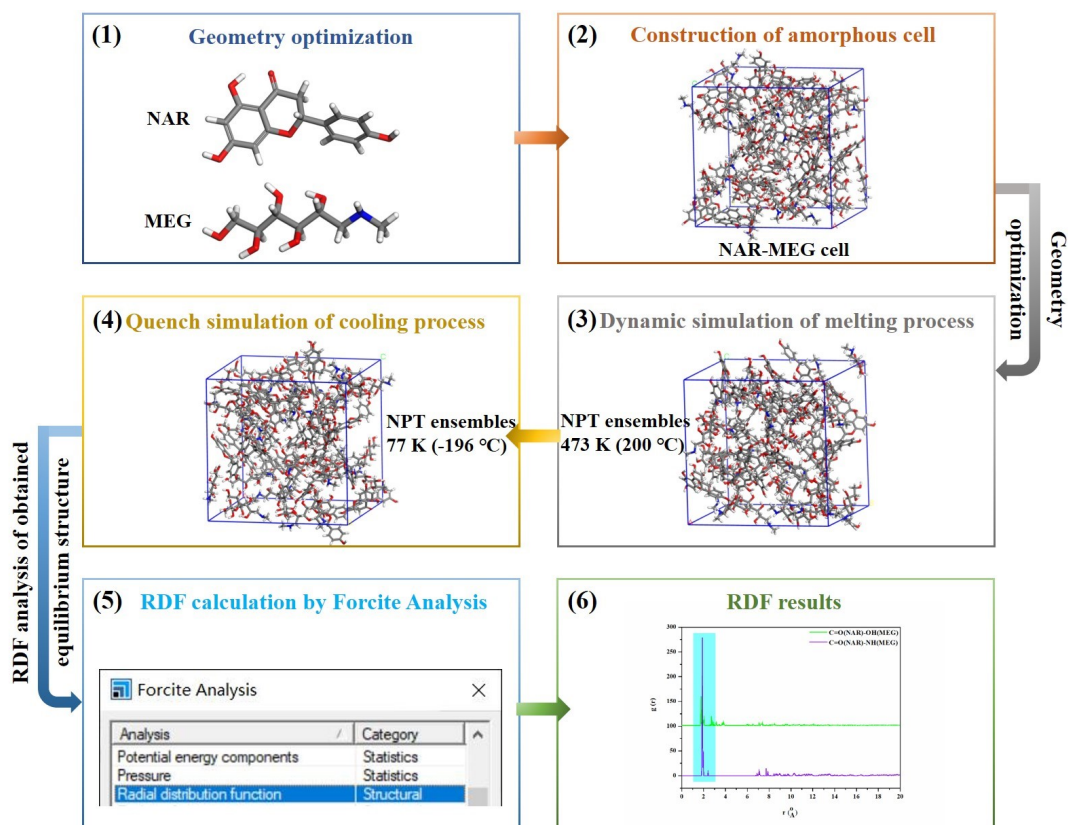 (1) Geometry optimization
NAR
MEG
(2) Construction of amorphous cell
NAR-MEG cell
Geometry
optimization
(3) Dynamic simulation of melting process
NPT ensembles
473 K (200 ℃)
(4) Quench simulation of cooling process
NPT ensembles
77 K (-196 ℃)
RDF analysis of obtained
equilibrium structure
(5) RDF calculation by Forcite Analysis
Forcite Analysis
Analysis / Category
Potential energy components Statistics
Pressure Statistics
Radial distribution function Structural
(6) RDF results
C=O(NAR)-OH(MEG)
C=O(NAR)-NH(MEG)
300
250
200
150
100
100
50
0
g (r)
0 2 4 6 8 10 12 14 16 18 20
r (Å)